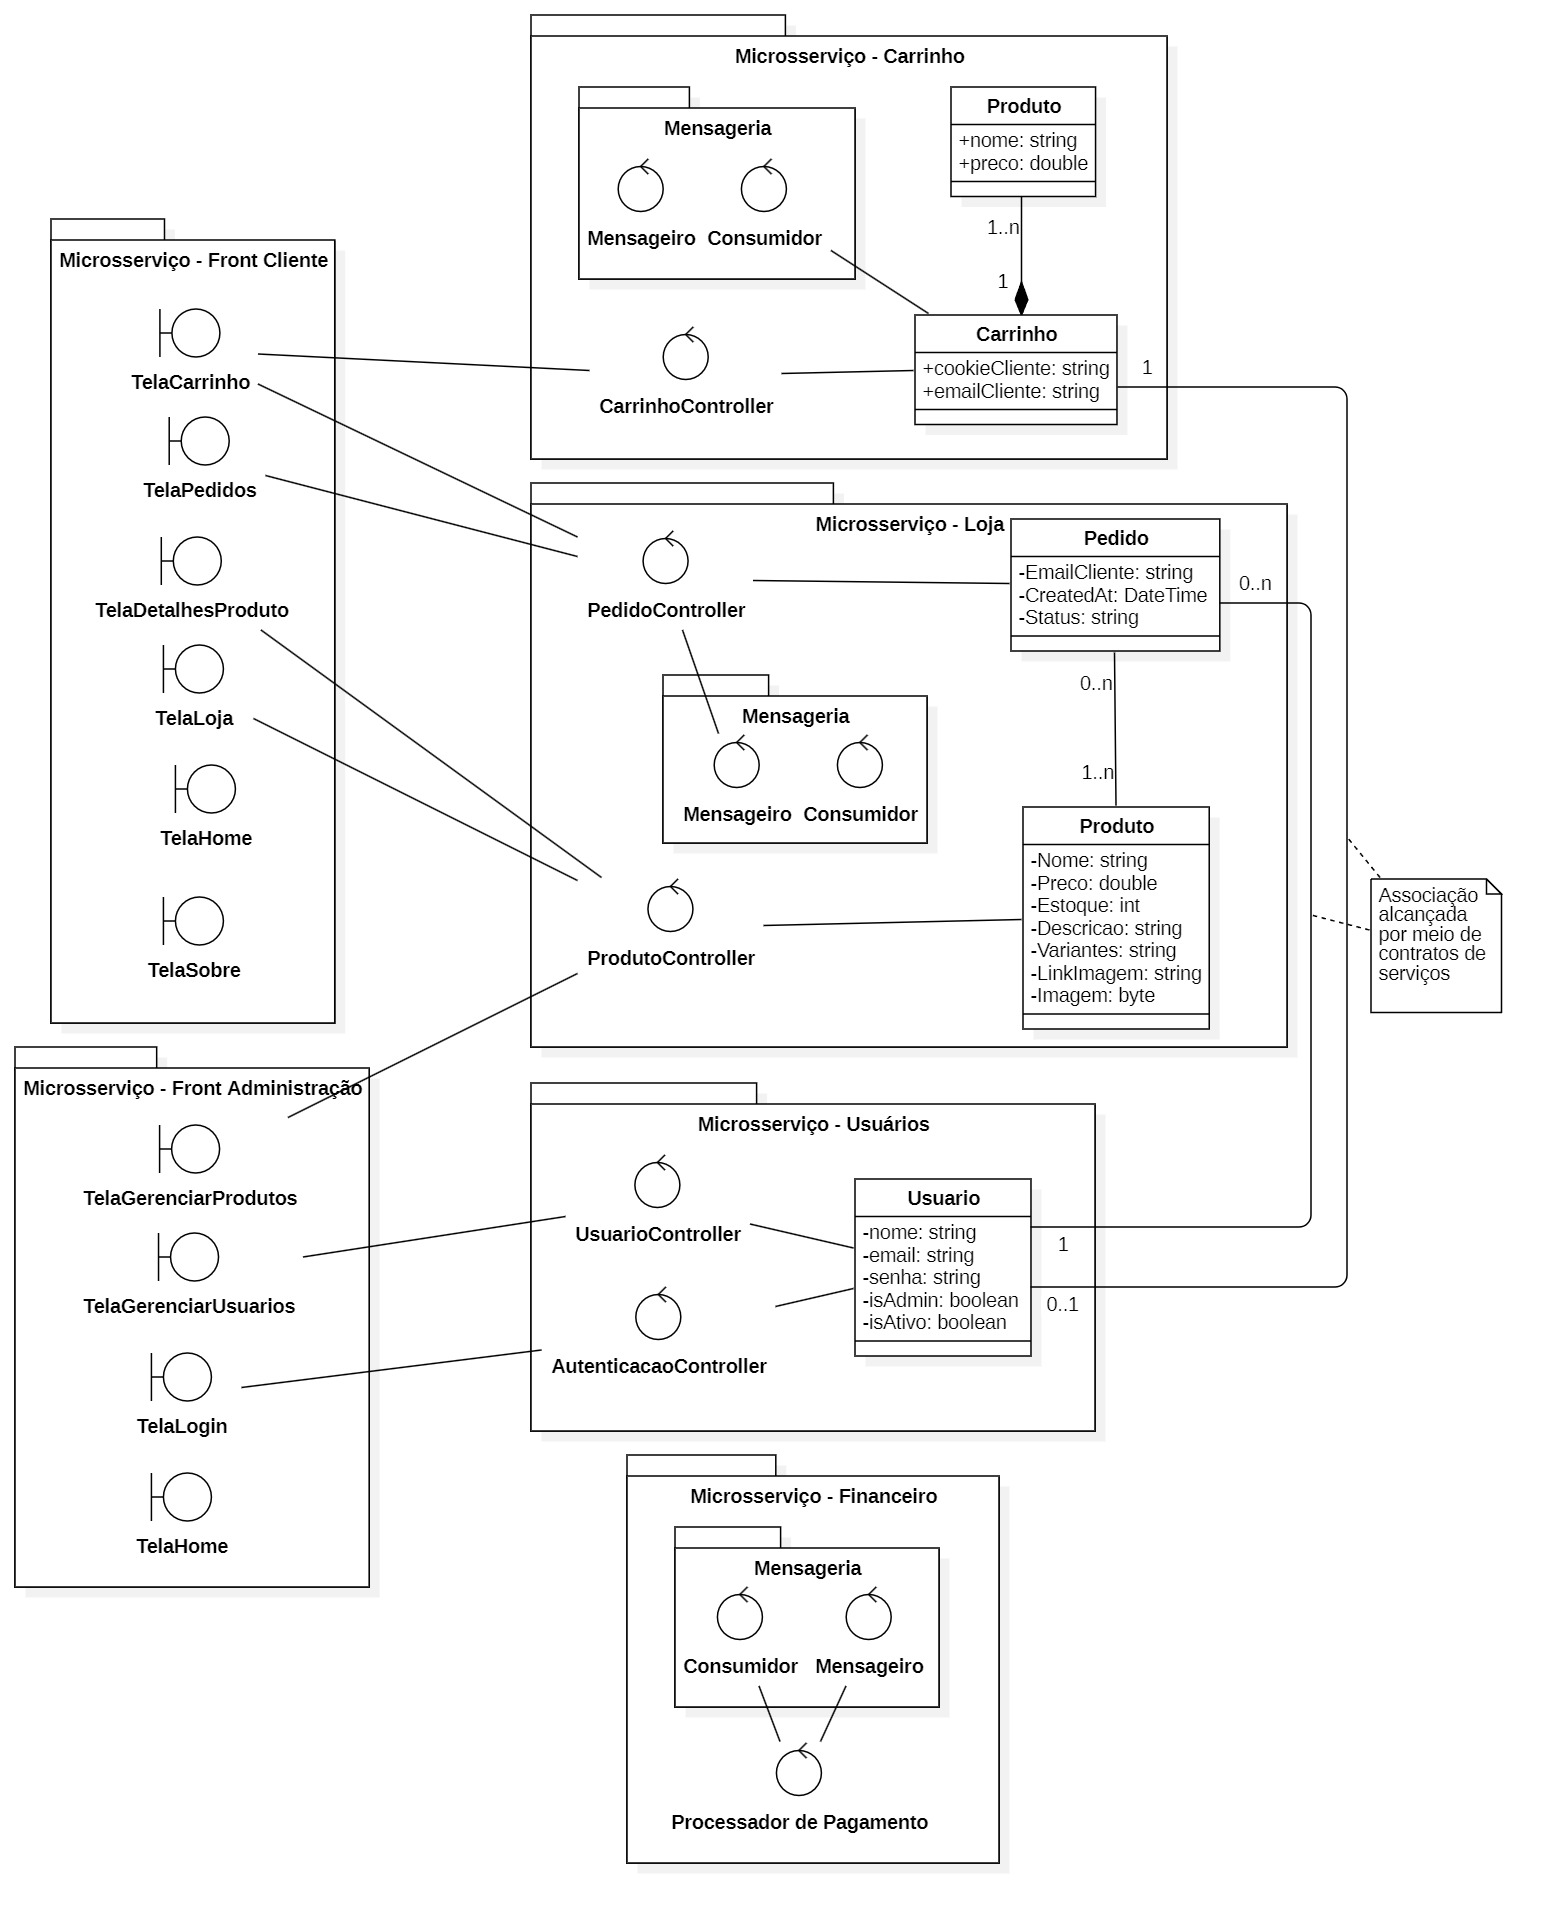 Microsserviço - Carrinho
Mensageria
Mensageiro
Consumidor
Produto
+nome: string
+preco: double
1..n
1
CarrinhoController
Carrinho
+cookieCliente: string
+emailCliente: string
1
Microsserviço - Front Cliente
TelaCarrinho
TelaPedidos
TelaDetalhesProduto
TelaLoja
TelaHome
TelaSobre
Microsserviço - Loja
PedidoController
Pedido
-EmailCliente: string
-CreatedAt: DateTime
-Status: string
0..n
0..n
1..n
Mensageria
Mensageiro
Consumidor
ProdutoController
Produto
-Nome: string
-Preco: double
-Estoque: int
-Descricao: string
-Variantes: string
-LinkImagem: string
-Imagem: byte
Associação
alcançada
por meio de
contratos de
serviços
Microsserviço - Front Administração
TelaGerenciarProdutos
TelaGerenciarUsuarios
TelaLogin
TelaHome
Microsserviço - Usuários
UsuarioController
AutenticacaoController
Usuario
-nome: string
-email: string
-senha: string
-isAdmin: boolean
-isAtivo: boolean
1
0..1
Microsserviço - Financeiro
Mensageria
Consumidor
Mensageiro
Processador de Pagamento